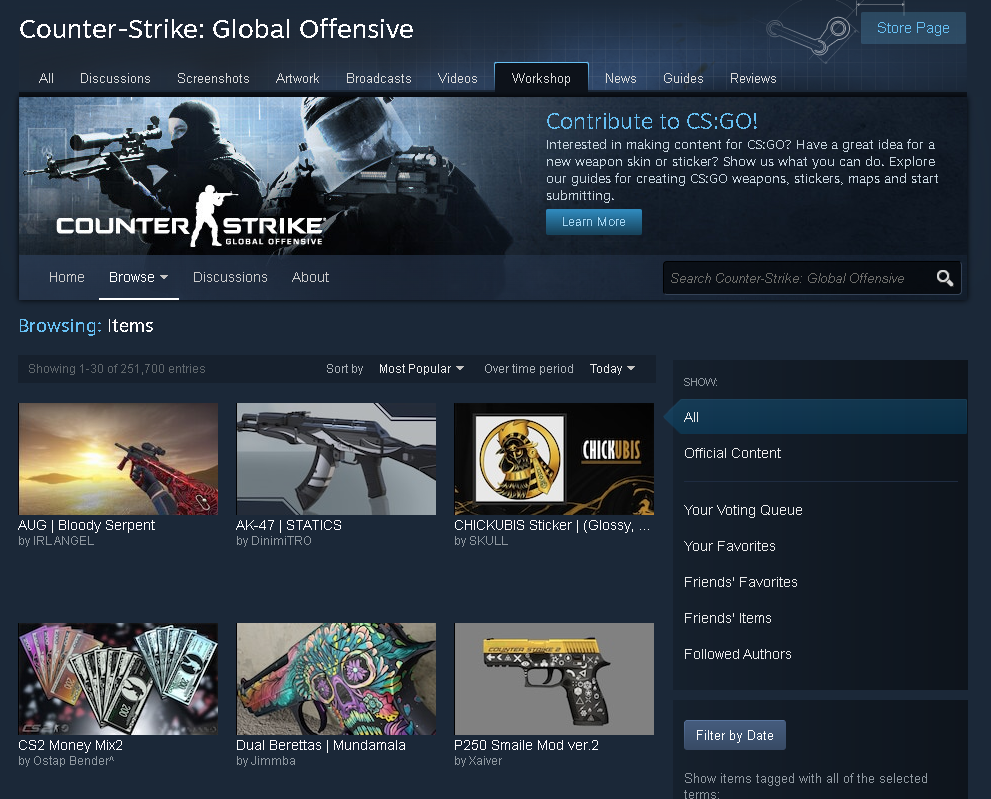 Counter-Strike: Global Offensive
Store Page
All Discussions Screenshots Artwork Broadcasts Videos Workshop News Guides Reviews
Contribute to CS:GO!
Interested in making content for CS:GO? Have a great idea for a
new weapon skin or sticker? Show us what you can do. Explore
our guides for creating CS:GO weapons, stickers, maps and start
submitting.
Learn More
COUNTER STRIKE
GLOBAL OFFENSIVE
Home Browse Discussions About
Search Counter-Strike: Global Offensive
Browsing: Items
Showing 1-30 of 251,700 entries Sort by Most Popular Over time period Today
CHICKUBIS
AUG | Bloody Serpent
by IRLANGEL
AK-47 | STATICS
by DinimiTRO
CHICKUBIS Sticker | (Glossy, ...
by SKULL
COUNTER STRIKE 2
CS2 Money Mix2
by Ostap Bender^
Dual Berettas | Mundamala
by Jimmba
P250 Smaile Mod ver.2
by Xaiver
SHOW:
All
Official Content
Your Voting Queue
Your Favorites
Friends' Favorites
Friends' Items
Followed Authors
Filter by Date
Show items tagged with all of the selected
terms: